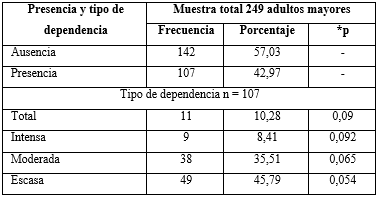 Presencia y tipo de dependencia Muestra total 249 adultos mayores
Frecuencia Porcentaje *p
Ausencia 142 57,03 -
Presencia 107 42,97 -
Tipo de dependencia n = 107
Total 11 10,28 0,09
Intensa 9 8,41 0,092
Moderada 38 35,51 0,065
Escasa 49 45,79 0,054